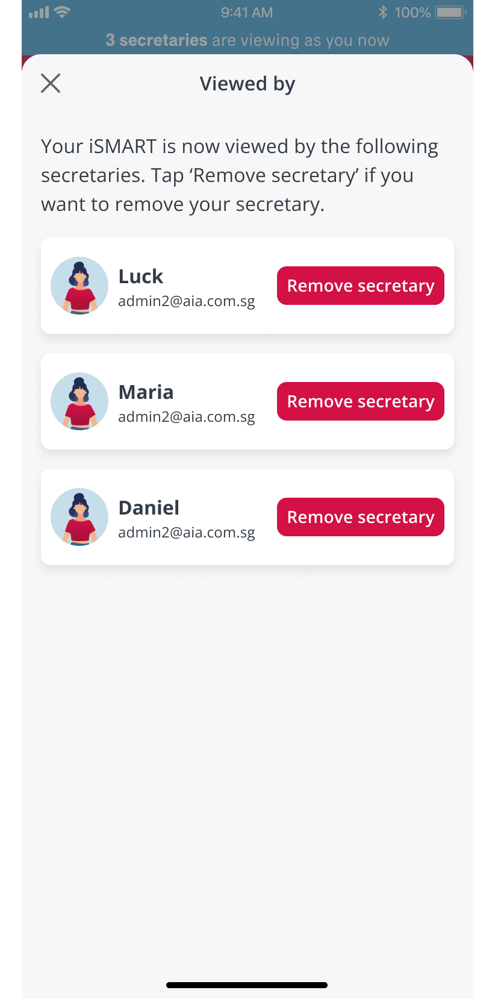 9:41 AM 100%
3 secretaries are viewing as you now
Viewed by
Your iSMART is now viewed by the following
secretaries. Tap ‘Remove secretary’ if you
want to remove your secretary.
Luck
admin2@aia.com.sg
Remove secretary
Maria
admin2@aia.com.sg
Remove secretary
Daniel
admin2@aia.com.sg
Remove secretary